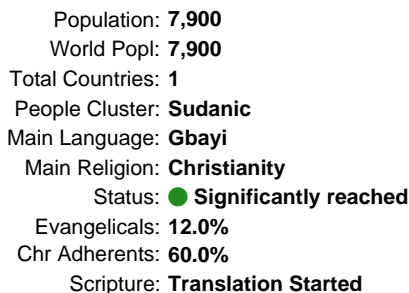 Population: 7,900
World Popl: 7,900
Total Countries: 1
People Cluster: Sudanic
Main Language: Gbayi
Main Religion: Christianity
Status: Significantly reached
Evangelicals: 12.0%
Chr Adherents: 60.0%
Scripture: Translation Started